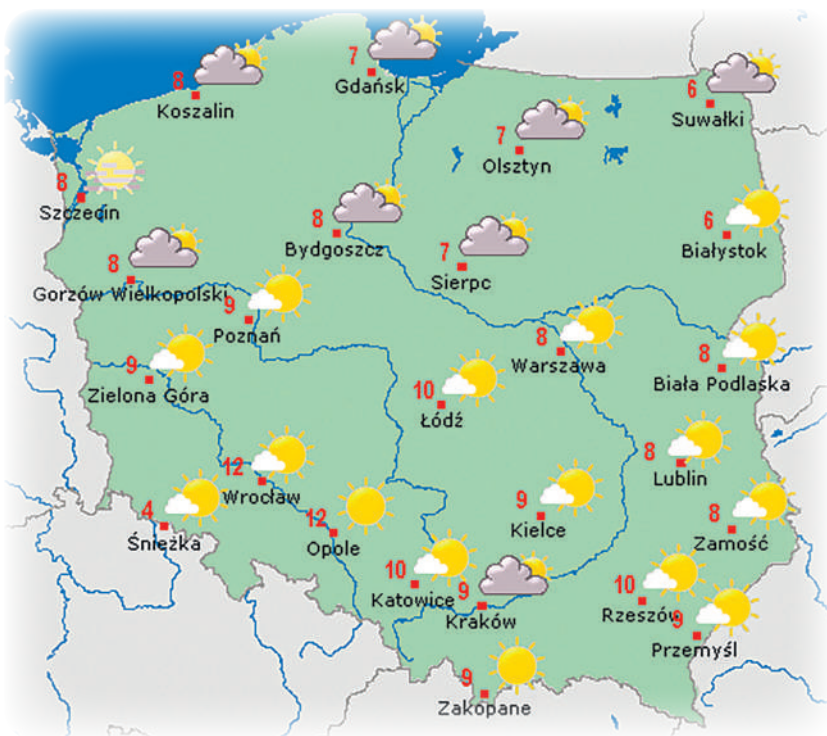 7
Gdańsk
8
Koszalin
6
Suwałki
7
Olsztyn
8
Szczecin
8
Bydgoszcz
6
Białystok
7
Sierpc
8
Gorzów Wielkopolski
9
Poznań
8
Warszawa
8
Biała Podlaska
9
Zielona Góra
10
Łódź
12
Wrocław
8
Lublin
4
Śnieżka
12
Opole
9
Kielce
8
Zamość
10
Katowice
9
Kraków
10
Rzeszów
9
Przemyśl
9
Zakopane